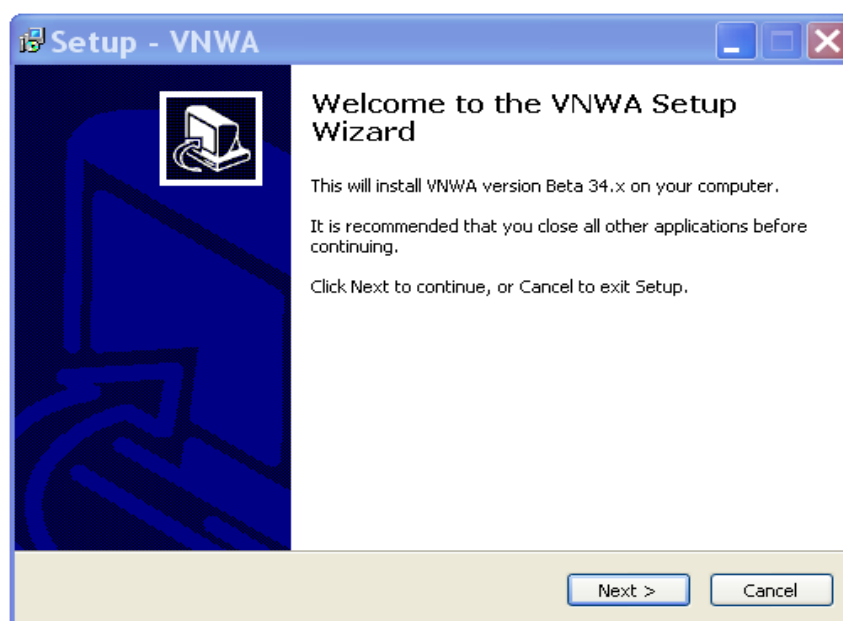 Setup - VNWA
Welcome to the VNWA Setup
Wizard
This will install VNWA version Beta 34.x on your computer.
It is recommended that you close all other applications before
continuing.
Click Next to continue, or Cancel to exit Setup.
Next >
Cancel